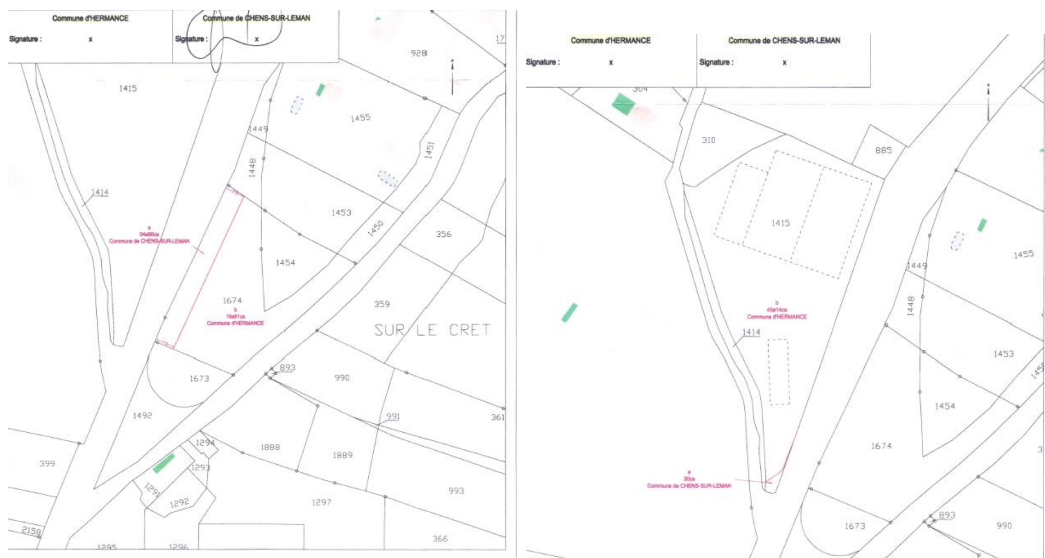 Commune d'HERMANCE
Commune de CHENS-SUR-LEMAN
Signature :
x
Signature :
x
928
1415
1455
1449
1451
1448
1414
1453
1450
a
Commune de CHENS-SUR-LEMAN
356
1454
1674
b
Commune d'HERMANCE
359
SUR LE CRET
893
1673
990
361
991
1492
1294
1888
399
1293
1889
1291
1292
993
1297
2158
366
1295
1296
Commune d'HERMANCE
Commune de CHENS-SUR-LEMAN
Signature :
x
Signature :
x
304
310
885
1415
1455
1449
1448
b
45a14ca
Commune d'HERMANCE
1414
1453
1450
1454
1674
a
30ca
Commune de CHENS-SUR-LEMAN
893
1673
990